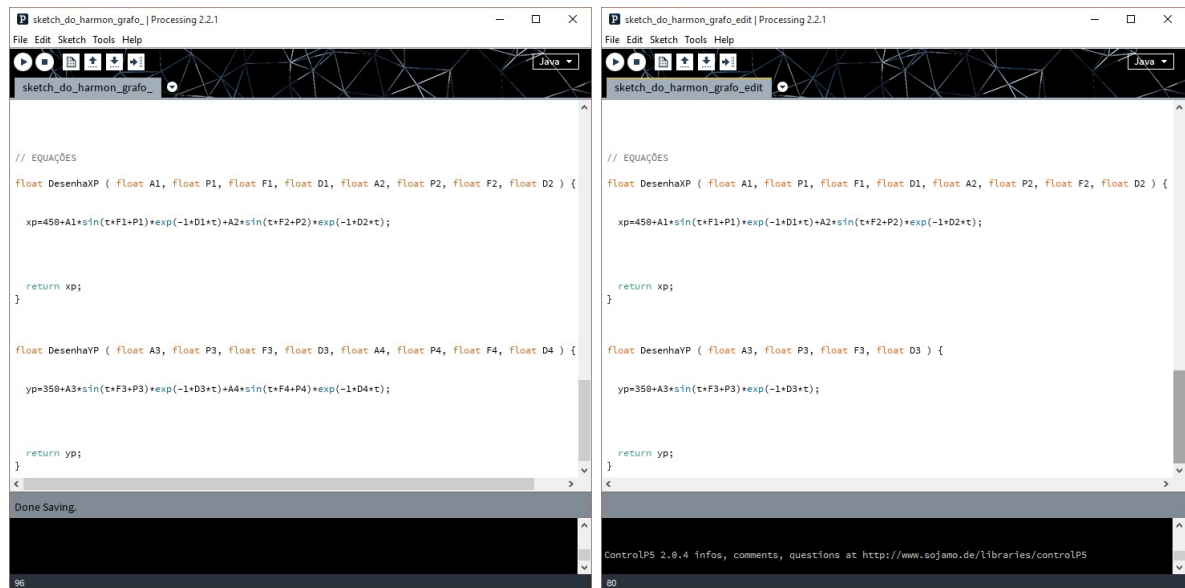 sketch_do_harmon_grafo_ | Processing 2.2.1
File Edit Sketch Tools Help
Java
sketch_do_harmon_grafo_
// EQUAÇÕES
float DesenhaXP ( float A1, float P1, float F1, float D1, float A2, float P2, float F2, float D2 ) {
xp=450+A1*sin(t*F1+P1)*exp(-1*D1*t)+A2*sin(t*F2+P2)*exp(-1*D2*t);
return xp;
}
float DesenhaYP ( float A3, float P3, float F3, float D3, float A4, float P4, float F4, float D4 ) {
yp=350+A3*sin(t*F3+P3)*exp(-1*D3*t)+A4*sin(t*F4+P4)*exp(-1*D4*t);
return yp;
}
Done Saving.
96
sketch_do_harmon_grafo_edit | Processing 2.2.1
File Edit Sketch Tools Help
Java
sketch_do_harmon_grafo_edit
// EQUAÇÕES
float DesenhaXP ( float A1, float P1, float F1, float D1, float A2, float P2, float F2, float D2 ) {
xp=450+A1*sin(t*F1+P1)*exp(-1*D1*t)+A2*sin(t*F2+P2)*exp(-1*D2*t);
return xp;
}
float DesenhaYP ( float A3, float P3, float F3, float D3 ) {
yp=350+A3*sin(t*F3+P3)*exp(-1*D3*t);
return yp;
}
ControlP5 2.0.4 infos, comments, questions at http://www.sojamo.de/libraries/controlP5
80